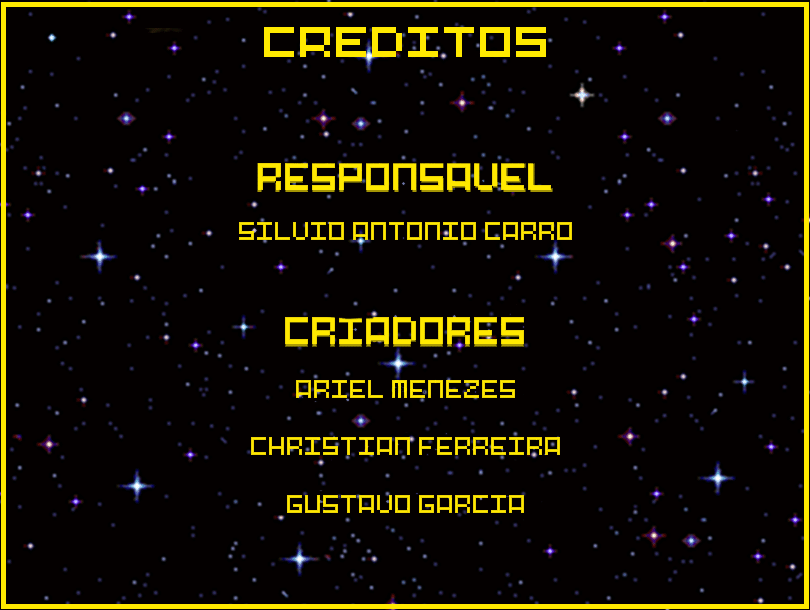 CREDITOS
RESPONSAVEL
SILVIO ANTONIO CARRO
CRIADORES
ARIEL MENEZES
CHRISTIAN FERREIRA
GUSTAVO GARCIA